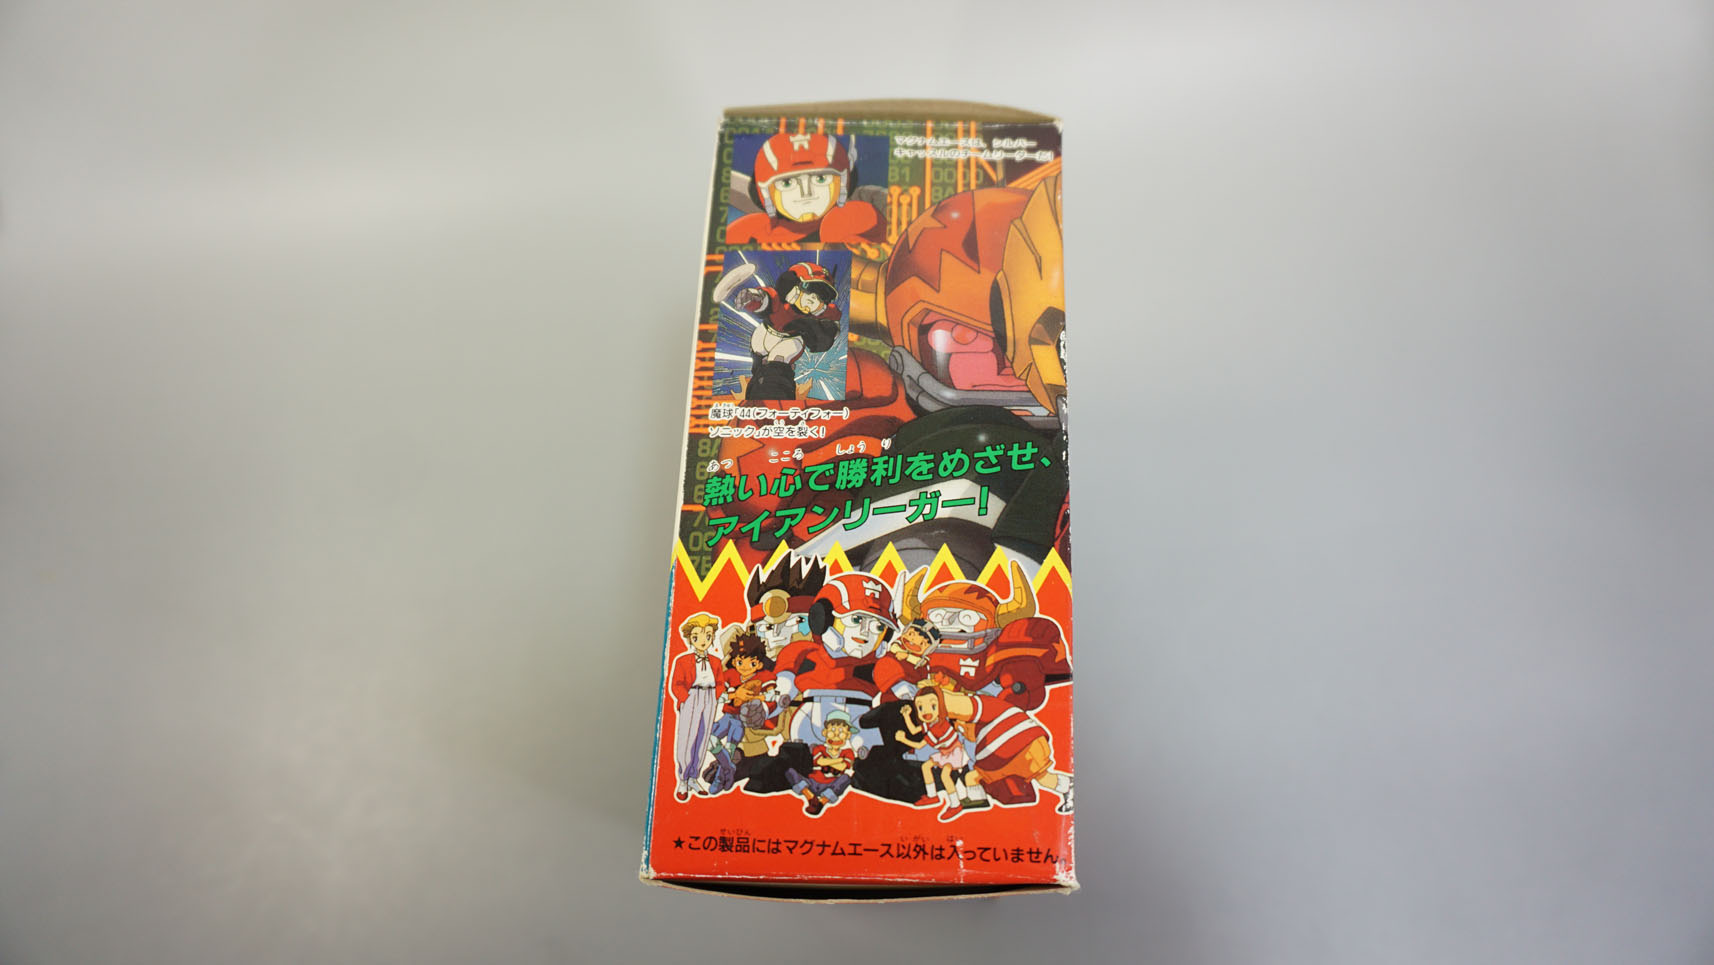 マグナムエースは、シルバー
キャッスルのチームリーダーだ!
魔球「44(フォーティフォー)
ソニック」が空を裂く!
熱い心で勝利をめざせ、
アイアンリーガー!
★この製品にはマグナムエース以外は入っていません。